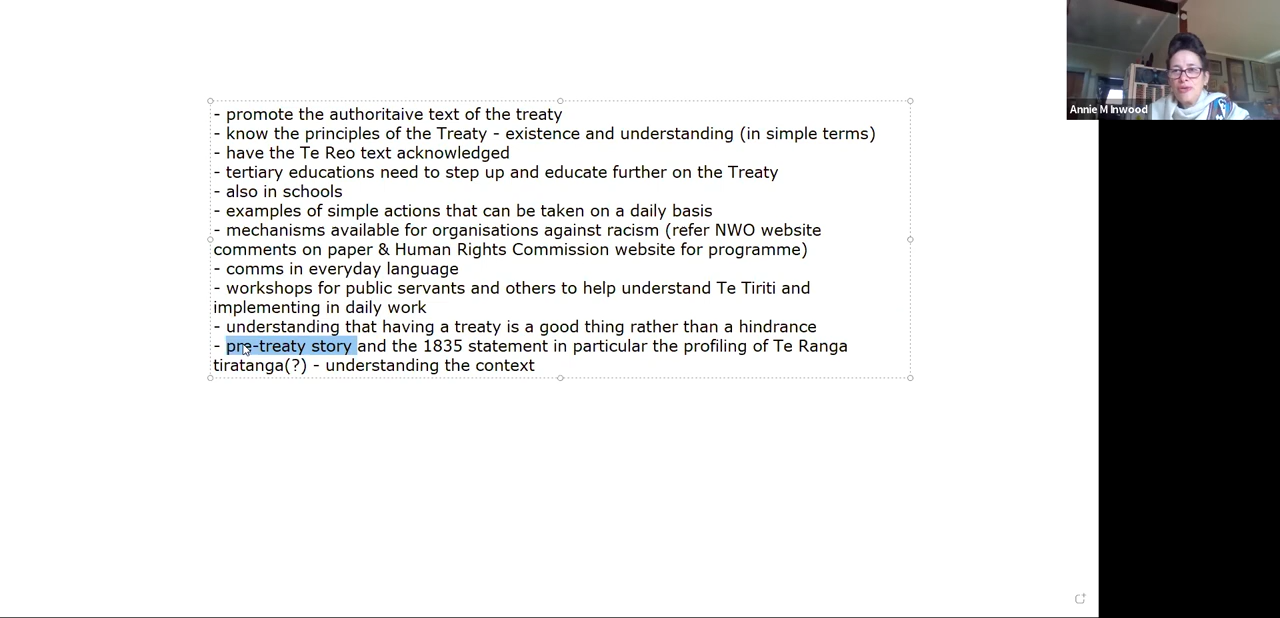 - promote the authoritaive text of the treaty
- know the principles of the Treaty - existence and understanding (in simple terms)
- have the Te Reo text acknowledged
- tertiary educations need to step up and educate further on the Treaty
- also in schools
- examples of simple actions that can be taken on a daily basis
- mechanisms available for organisations against racism (refer NWO website
comments on paper & Human Rights Commission website for programme)
- comms in everyday language
- workshops for public servants and others to help understand Te Tiriti and
implementing in daily work
- understanding that having a treaty is a good thing rather than a hindrance
- pre-treaty story and the 1835 statement in particular the profiling of Te Ranga
tiratanga(?) - understanding the context
Annie M Inwood